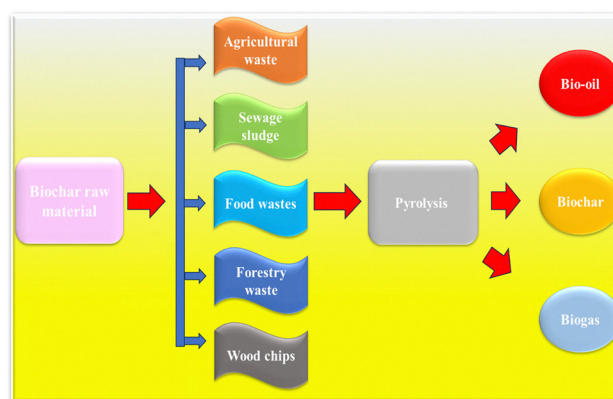 Biochar raw
material
Agricultural
waste
Sewage
sludge
Food wastes
Forestry
waste
Wood chips
Pyrolysis
Bio-oil
Biochar
Biogas